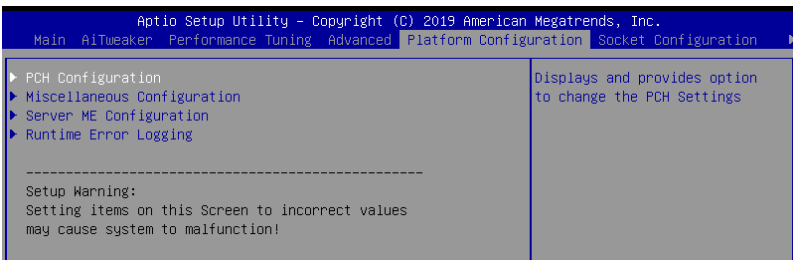 Aptio Setup Utility – Copyright (C) 2019 American Megatrends, Inc.
Main AiTweaker Performance Tuning Advanced Platform Configuration Socket Configuration
PCH Configuration
Miscellaneous Configuration
Server ME Configuration
Runtime Error Logging
--------------------------------------------------
Setup Warning:
Setting items on this Screen to incorrect values
may cause system to malfunction!
Displays and provides option
to change the PCH Settings